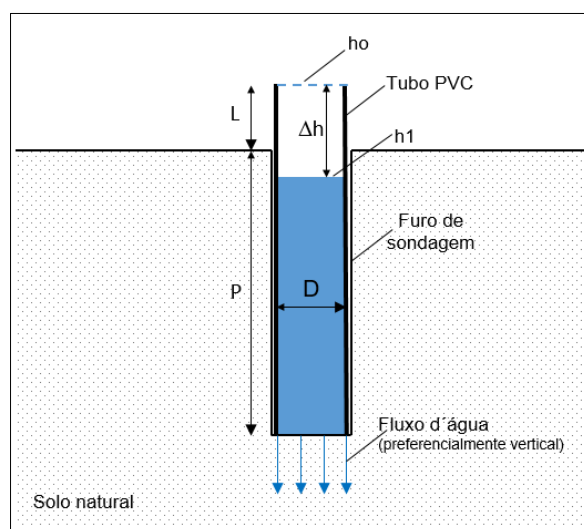 ho
Tubo PVC
L
Δh
h1
Furo de
sondagem
P
D
Fluxo d´água
(preferencialmente vertical)
Solo natural